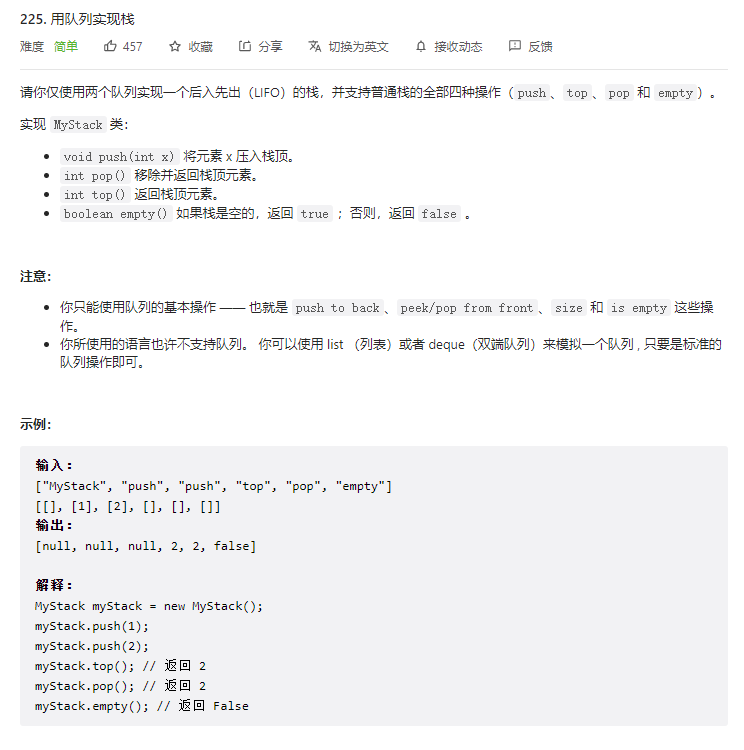 225. 用队列实现栈
难度 简单 457 收藏 分享 切换为英文 接收动态 反馈
请你仅使用两个队列实现一个后入先出（LIFO）的栈，并支持普通栈的全部四种操作（push、top、pop 和 empty）。
实现 MyStack 类：
void push(int x) 将元素 x 压入栈顶。
int pop() 移除并返回栈顶元素。
int top() 返回栈顶元素。
boolean empty() 如果栈是空的，返回 true ；否则，返回 false 。
注意：
你只能使用队列的基本操作 —— 也就是 push to back、peek/pop from front、size 和 is empty 这些操
作。
你所使用的语言也许不支持队列。 你可以使用 list （列表）或者 deque（双端队列）来模拟一个队列 , 只要是标准的
队列操作即可。
示例：
输入：
["MyStack", "push", "push", "top", "pop", "empty"]
[[], [1], [2], [], [], []]
输出：
[null, null, null, 2, 2, false]
解释：
MyStack myStack = new MyStack();
myStack.push(1);
myStack.push(2);
myStack.top(); // 返回 2
myStack.pop(); // 返回 2
myStack.empty(); // 返回 False